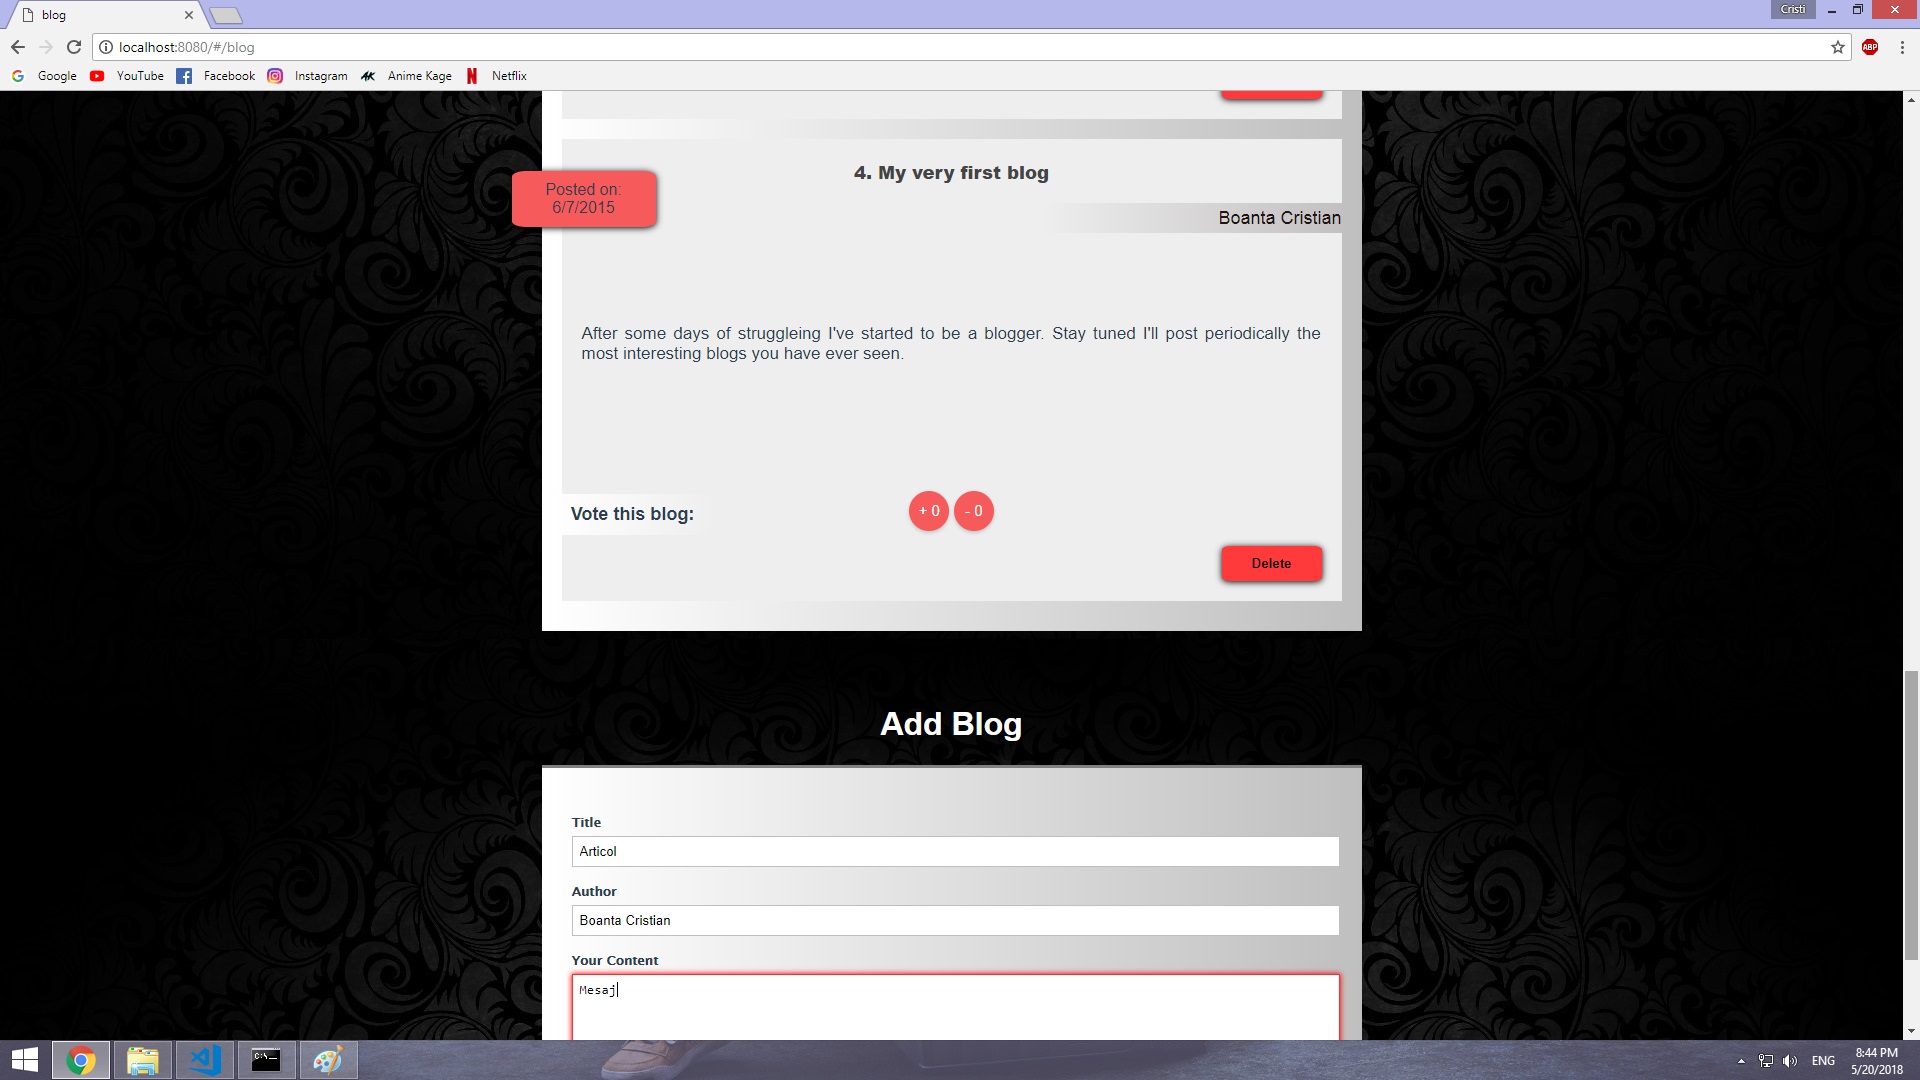 blog
Cristi
localhost:8080/#/blog
ABP
Google
YouTube
Facebook
Instagram
Anime Kage
Netflix
4. My very first blog
Posted on:
6/7/2015
Boanta Cristian
After some days of struggleing I've started to be a blogger. Stay tuned I'll post periodically the
most interesting blogs you have ever seen.
Vote this blog:
+ 0
- 0
Delete
Add Blog
Title
Articol
Author
Boanta Cristian
Your Content
Mesaj
ENG
8:44 PM
5/20/2018